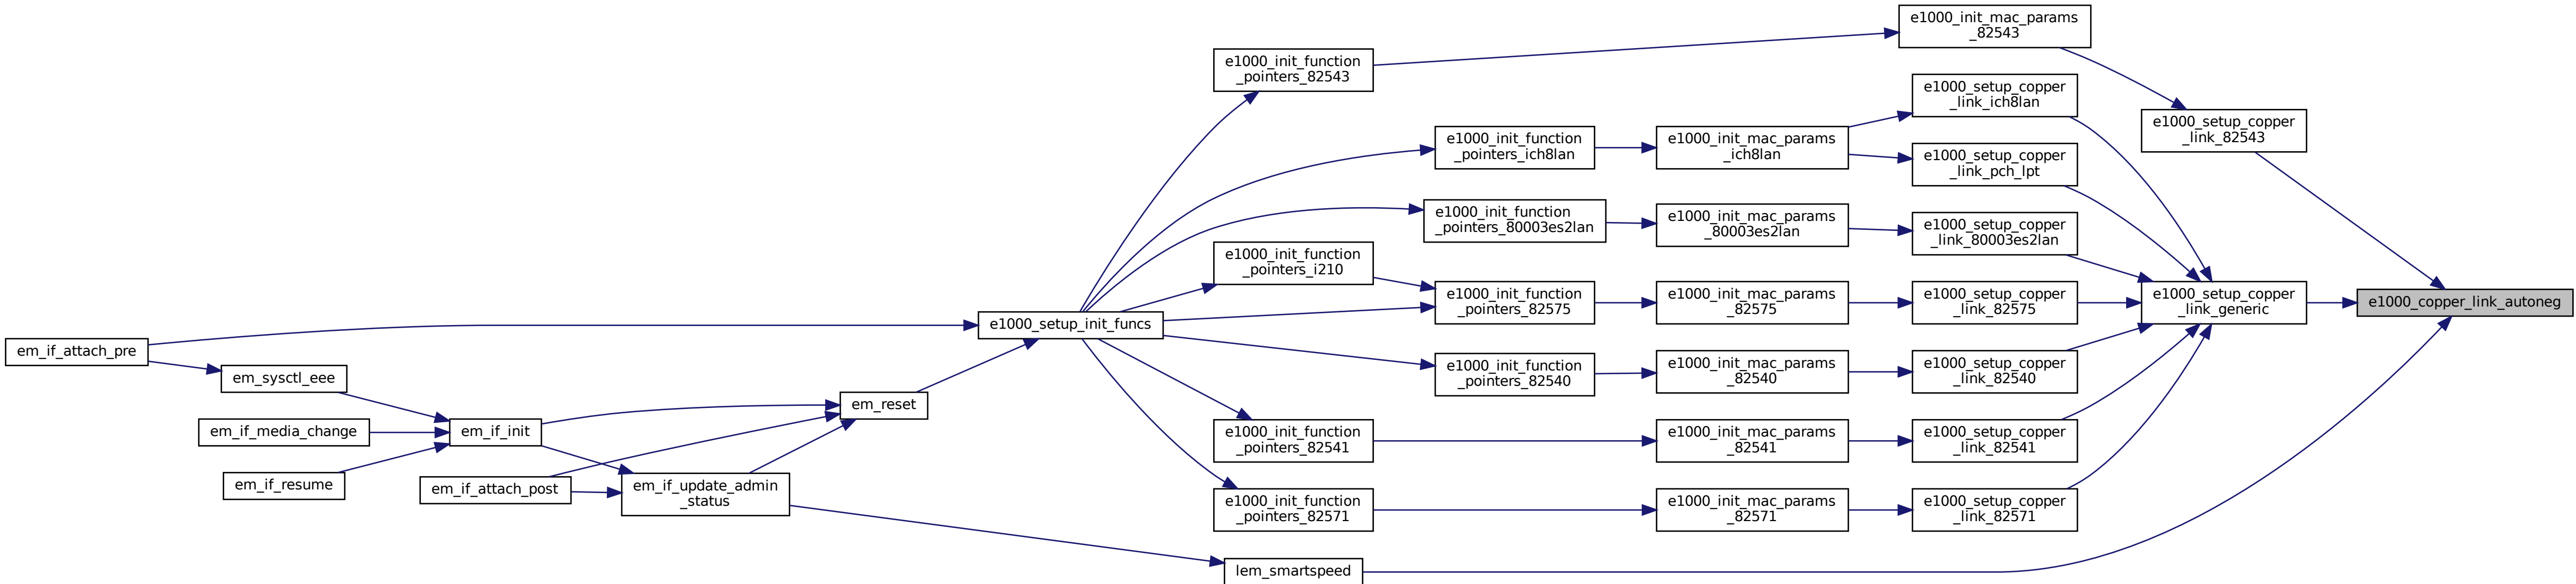 e1000_init_mac_params
_82543
e1000_init_function
_pointers_82543
e1000_setup_copper
_link_ich8lan
e1000_setup_copper
_link_82543
e1000_init_function
_pointers_ich8lan
e1000_init_mac_params
_ich8lan
e1000_setup_copper
_link_pch_lpt
e1000_init_function
_pointers_80003es2lan
e1000_init_mac_params
_80003es2lan
e1000_setup_copper
_link_80003es2lan
e1000_init_function
_pointers_i210
e1000_init_function
_pointers_82575
e1000_init_mac_params
_82575
e1000_setup_copper
_link_82575
e1000_setup_copper
_link_generic
e1000_copper_link_autoneg
e1000_setup_init_funcs
em_if_attach_pre
em_sysctl_eee
e1000_init_function
_pointers_82540
e1000_init_mac_params
_82540
e1000_setup_copper
_link_82540
em_reset
em_if_media_change
em_if_init
e1000_init_function
_pointers_82541
e1000_init_mac_params
_82541
e1000_setup_copper
_link_82541
em_if_resume
em_if_attach_post
em_if_update_admin
_status
e1000_init_function
_pointers_82571
e1000_init_mac_params
_82571
e1000_setup_copper
_link_82571
lem_smartspeed